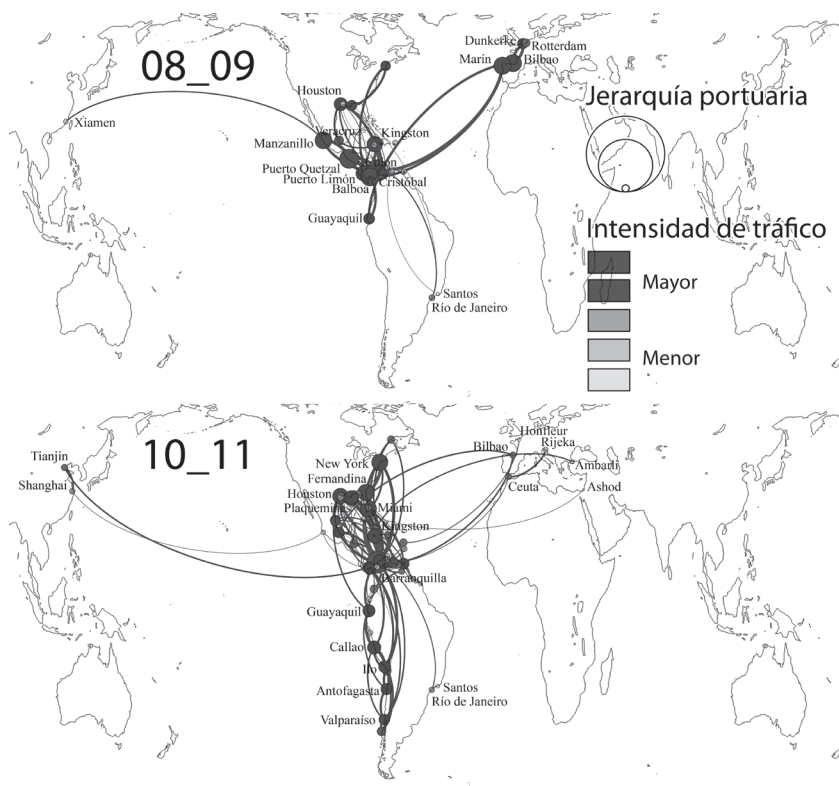 08_09
Dunkerke
Rotterdam
Marín
Bilbao
Houston
Jerarquía portuaria
Xiamen
Veracruz
Kingston
Manzanillo
Puerto Quetzal
Puerto Limón
Cristóbal
Balboa
Guayaquil
Intensidad de tráfico
Mayor
Santos
Río de Janeiro
Menor
10_11
Honfleur
Tianjin
Bilbao
Rijeka
New York
Ambarli
Shanghai
Fernandina
Ceuta
Ashod
Houston
Plaquemines
Miami
Kingston
Barranquilla
Guayaquil
Callao
Ilo
Antofagasta
Santos
Río de Janeiro
Valparaíso